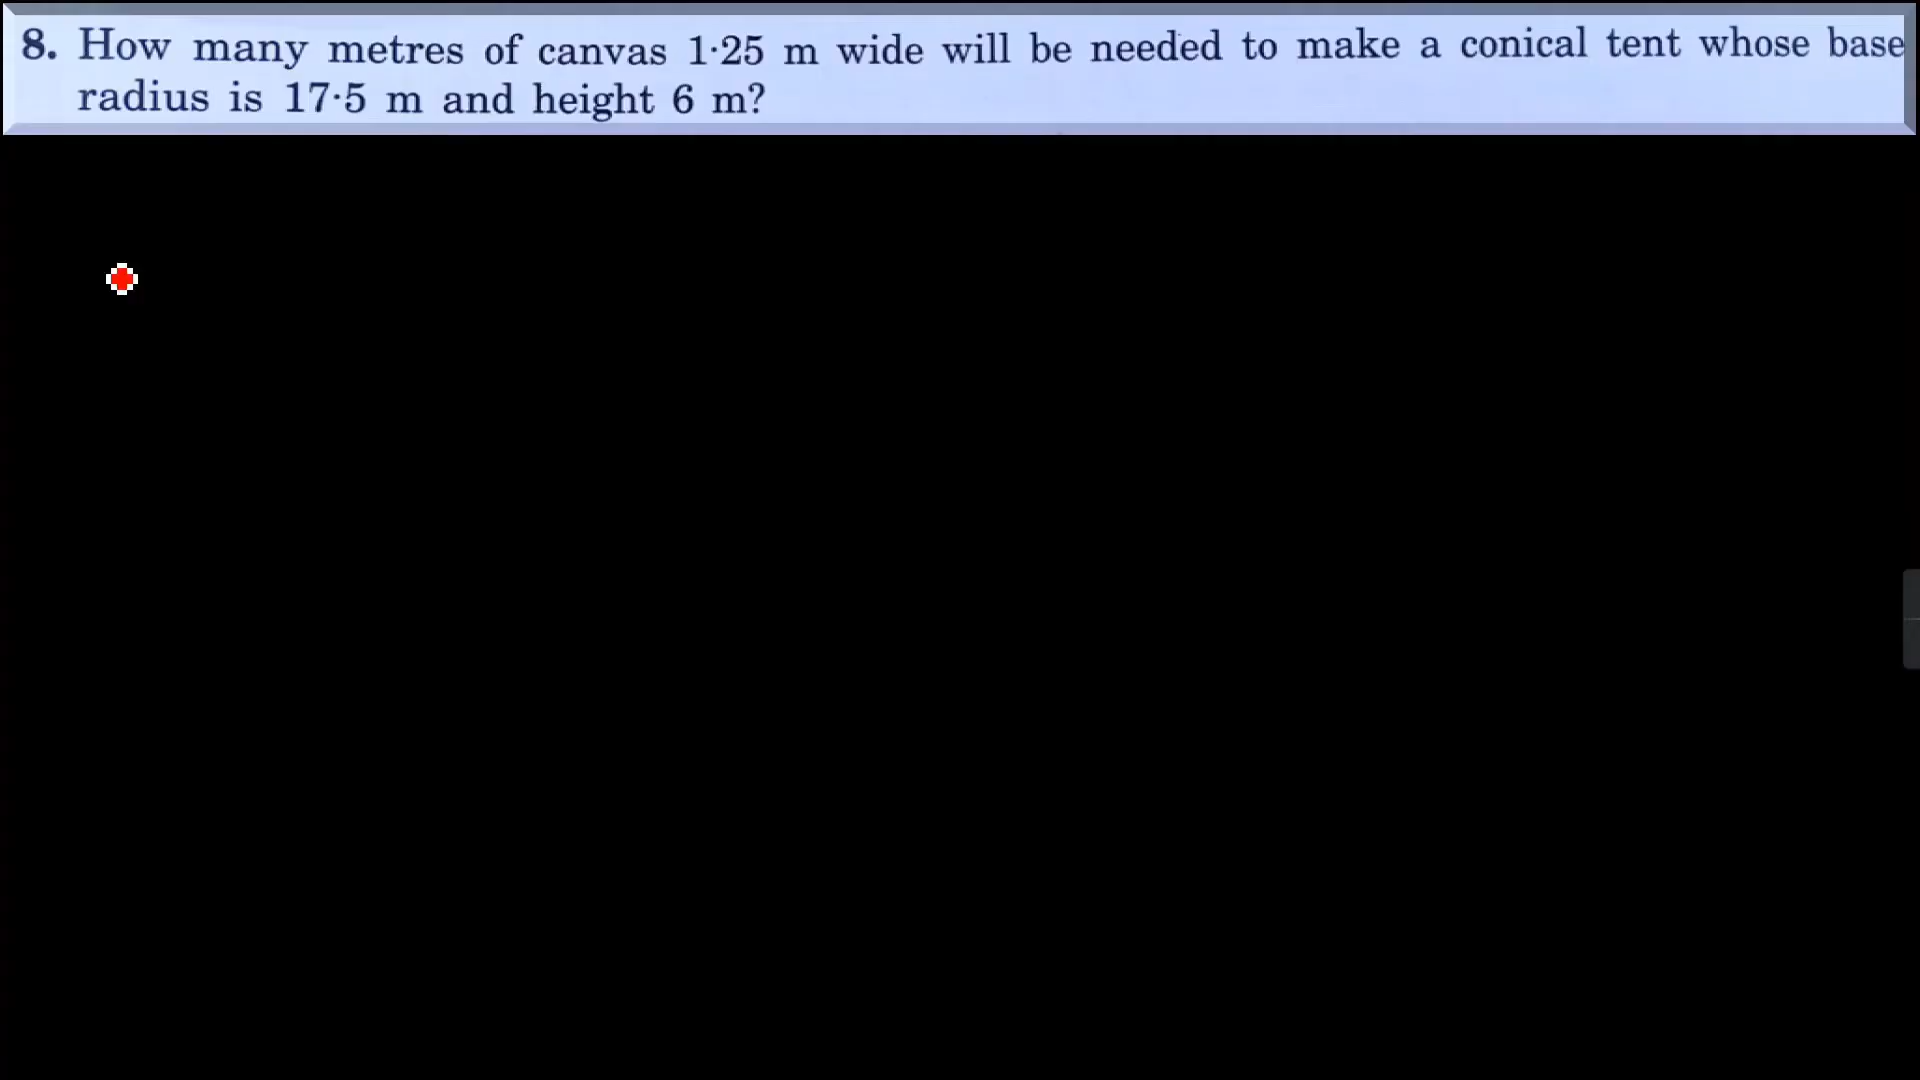 8. How many metres of canvas 1·25 m wide will be needed to make a conical tent whose base
radius is 17·5 m and height 6 m?